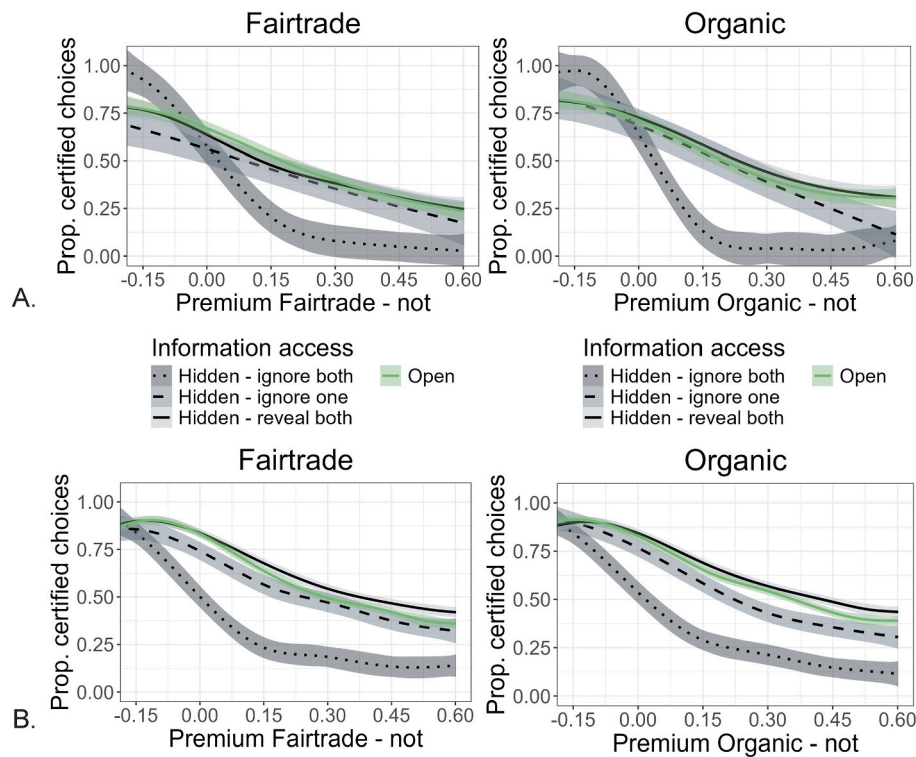 Fairtrade
Organic
Prop. certified choices
1.00
0.75
0.50
0.25
0.00
-0.15 0.00 0.15 0.30 0.45 0.60
Premium Fairtrade - not
Prop. certified choices
1.00
0.75
0.50
0.25
0.00
-0.15 0.00 0.15 0.30 0.45 0.60
Premium Organic - not
A.
Information access
Hidden - ignore both
Open
Hidden - ignore one
Hidden - reveal both
Information access
Hidden - ignore both
Open
Hidden - ignore one
Hidden - reveal both
Fairtrade
Organic
Prop. certified choices
1.00
0.75
0.50
0.25
0.00
-0.15 0.00 0.15 0.30 0.45 0.60
Premium Fairtrade - not
Prop. certified choices
1.00
0.75
0.50
0.25
0.00
-0.15 0.00 0.15 0.30 0.45 0.60
Premium Organic - not
B.